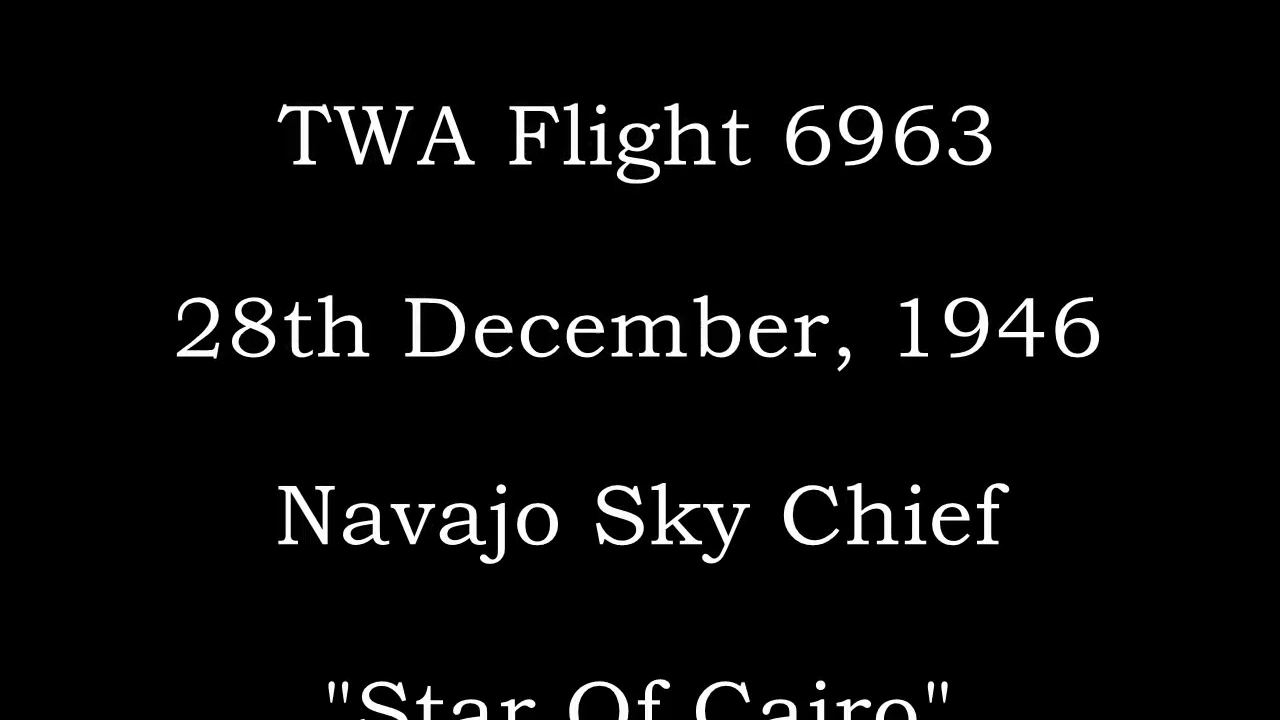 TWA Flight 6963
28th December, 1946
Navajo Sky Chief
"Star Of Cairo"